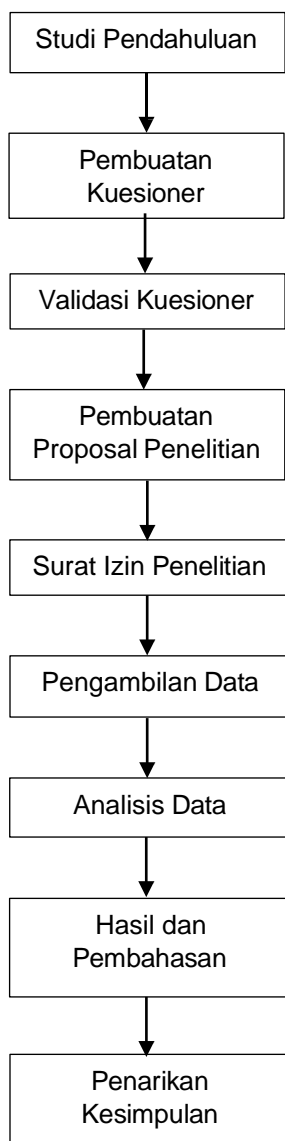 Studi Pendahuluan
Pembuatan
Kuesioner
Validasi Kuesioner
Pembuatan
Proposal Penelitian
Surat Izin Penelitian
Pengambilan Data
Analisis Data
Hasil dan
Pembahasan
Penarikan
Kesimpulan